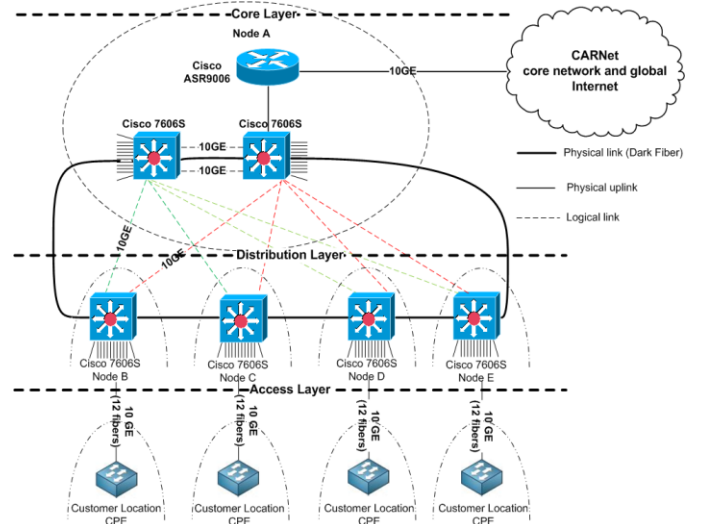 Core Layer
Node A
Cisco
ASR9006
10GE
CARNet
core network and global
Internet
Cisco 7606S
Cisco 7606S
10GE
10GE
Physical link (Dark Fiber)
Physical uplink
Logical link
10GE
10GE
Distribution Layer
Cisco 7606S
Node B
Cisco 7606S
Node C
Cisco 7606S
Node D
Cisco 7606S
Node E
Access Layer
10 GE
(12 fibers)
10 GE
(12 fibers)
10 GE
(12 fibers)
10 GE
(12 fibers)
Customer Location
CPE
Customer Location
CPE
Customer Location
CPE
Customer Location
CPE